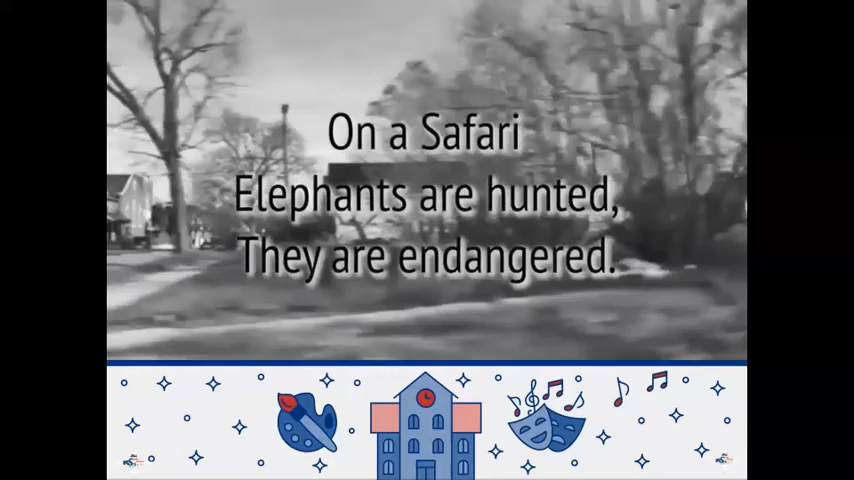 On a Safari
Elephants are hunted,
They are endangered.